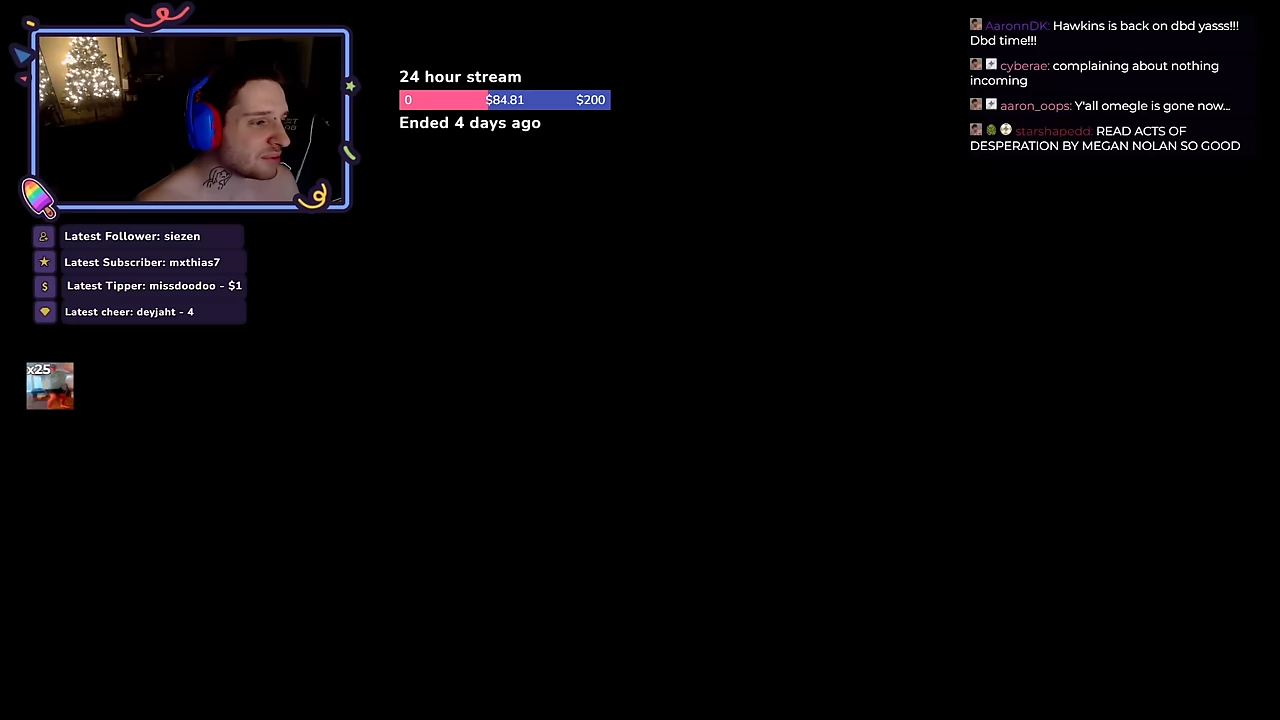 24 hour stream
0 $84.81 $200
Ended 4 days ago
Latest Follower: siezen
Latest Subscriber: mxthias7
Latest Tipper: missdoodoo - $1
Latest cheer: deyjaht - 4
x25
AaronnDK: Hawkins is back on dbd yasss!!!
Dbd time!!!
cyberae: complaining about nothing
incoming
aaron_oops: Y'all omegle is gone now...
starshapedd: READ ACTS OF
DESPERATION BY MEGAN NOLAN SO GOOD